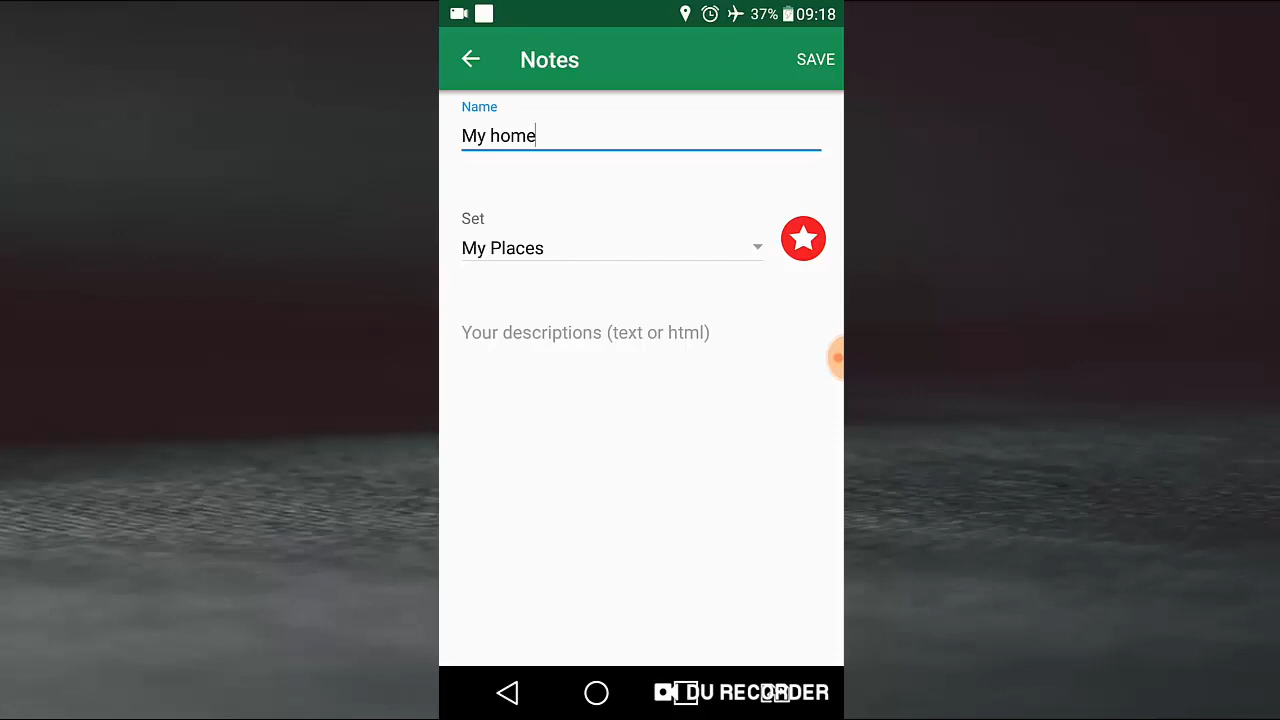 37% 09:18
Notes SAVE
Name
My home
Set
My Places
Your descriptions (text or html)
DU RECORDER